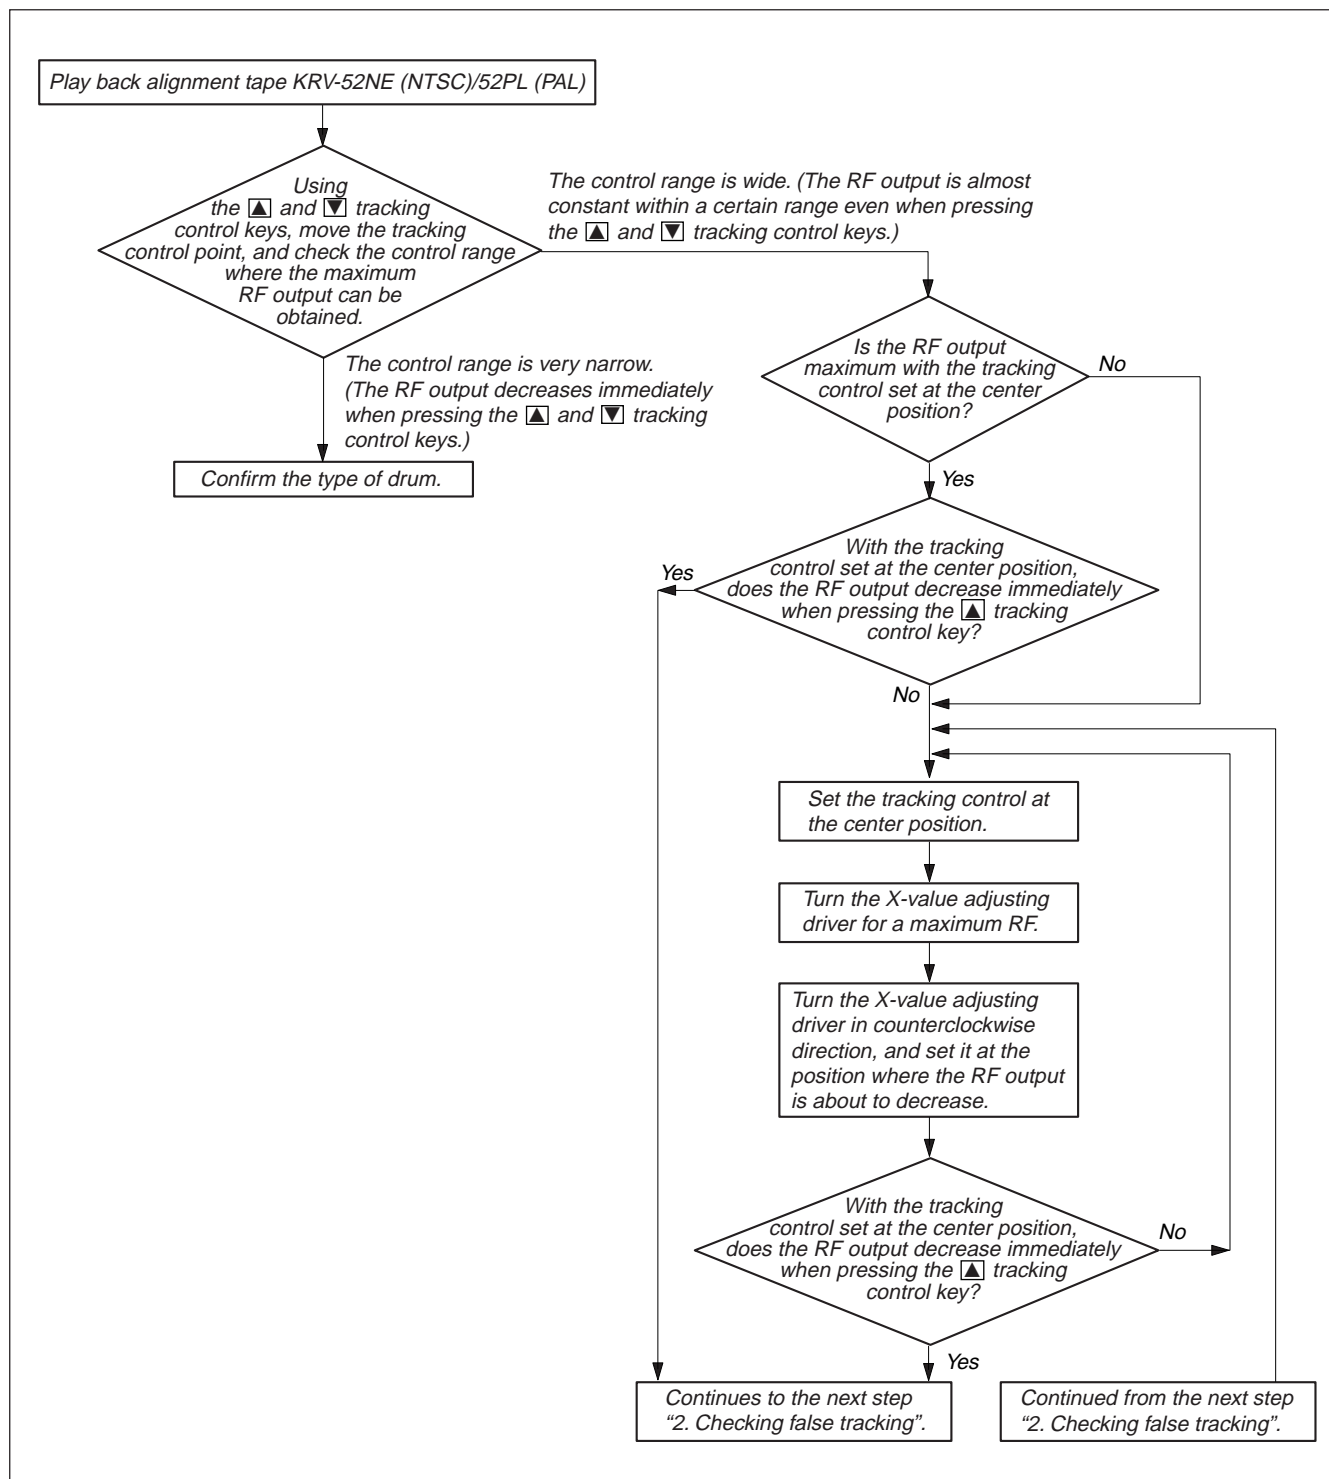 Play back alignment tape KRV-52NE (NTSC)/52PL (PAL)
Using
the ▲ and ▼ tracking
control keys, move the tracking
control point, and check the control range
where the maximum
RF output can be
obtained.
The control range is wide. (The RF output is almost
constant within a certain range even when pressing
the ▲ and ▼ tracking control keys.)
The control range is very narrow.
(The RF output decreases immediately
when pressing the ▲ and ▼ tracking
control keys.)
Confirm the type of drum.
Is the RF output
maximum with the tracking
control set at the center
position?
No
Yes
With the tracking
control set at the center position,
does the RF output decrease immediately
when pressing the ▲ tracking
control key?
Yes
No
Set the tracking control at
the center position.
Turn the X-value adjusting
driver for a maximum RF.
Turn the X-value adjusting
driver in counterclockwise
direction, and set it at the
position where the RF output
is about to decrease.
With the tracking
control set at the center position,
does the RF output decrease immediately
when pressing the ▲ tracking
control key?
No
Yes
Continues to the next step
“2. Checking false tracking”.
Continued from the next step
“2. Checking false tracking”.